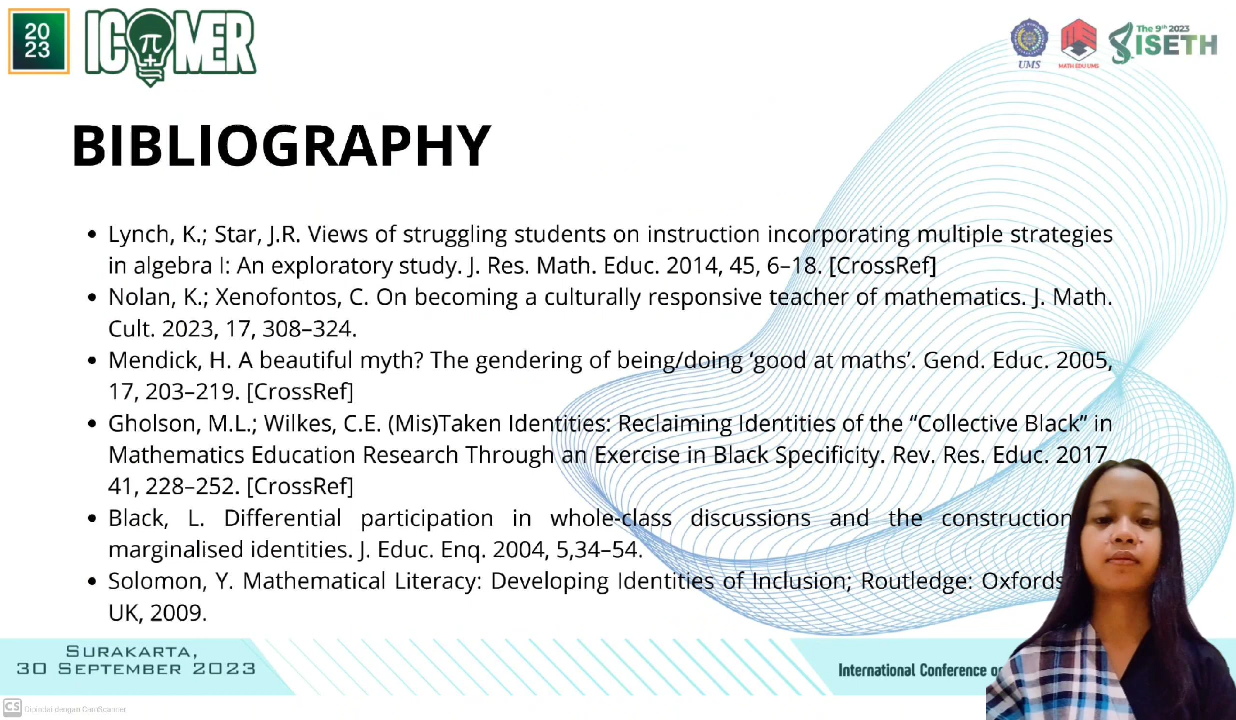 20
23
ICOMER
UMS
MATH EDU UMS
The 9th 2023
ISETH
BIBLIOGRAPHY
• Lynch, K.; Star, J.R. Views of struggling students on instruction incorporating multiple strategies
in algebra I: An exploratory study. J. Res. Math. Educ. 2014, 45, 6–18. [CrossRef]
• Nolan, K.; Xenofontos, C. On becoming a culturally responsive teacher of mathematics. J. Math.
Cult. 2023, 17, 308–324.
• Mendick, H. A beautiful myth? The gendering of being/doing ‘good at maths’. Gend. Educ. 2005,
17, 203–219. [CrossRef]
• Gholson, M.L.; Wilkes, C.E. (Mis)Taken Identities: Reclaiming Identities of the “Collective Black” in
Mathematics Education Research Through an Exercise in Black Specificity. Rev. Res. Educ. 2017,
41, 228–252. [CrossRef]
• Black, L. Differential participation in whole-class discussions and the construction
marginalised identities. J. Educ. Enq. 2004, 5,34–54.
• Solomon, Y. Mathematical Literacy: Developing Identities of Inclusion; Routledge: Oxfords
UK, 2009.
Surakarta,
30 September 2023
International Conference
CS Dipindai dengan CamScanner